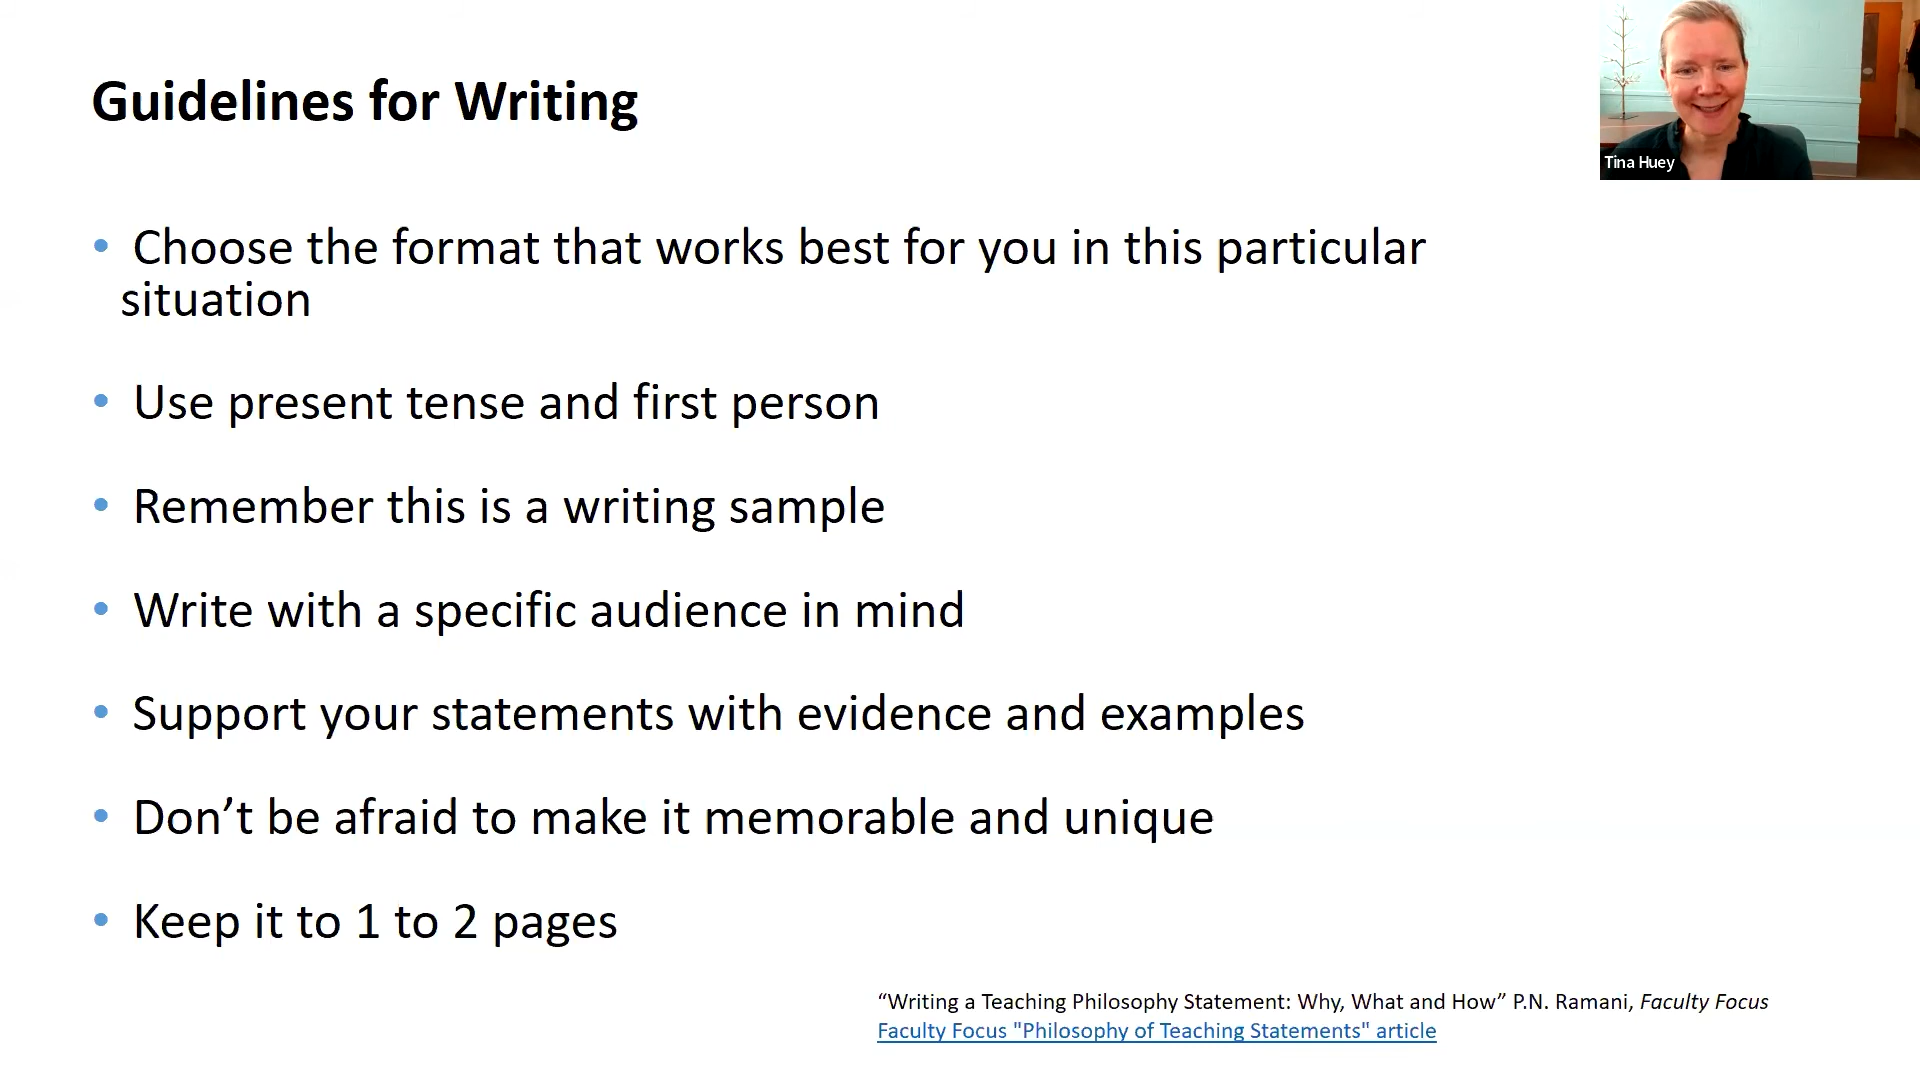 Guidelines for Writing
Tina Huey
• Choose the format that works best for you in this particular
situation
• Use present tense and first person
• Remember this is a writing sample
• Write with a specific audience in mind
• Support your statements with evidence and examples
• Don’t be afraid to make it memorable and unique
• Keep it to 1 to 2 pages
“Writing a Teaching Philosophy Statement: Why, What and How” P.N. Ramani, Faculty Focus
Faculty Focus "Philosophy of Teaching Statements" article